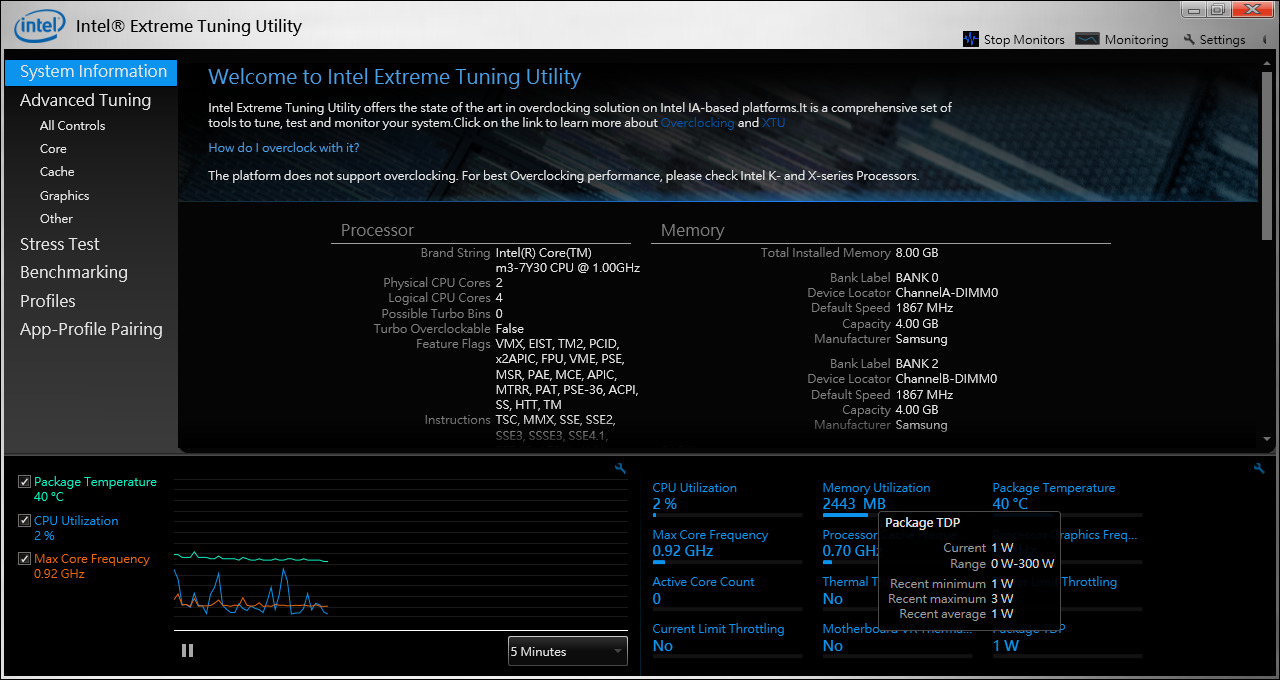 intel
Intel® Extreme Tuning Utility
Stop Monitors
Monitoring
Settings
System Information
Advanced Tuning
All Controls
Core
Cache
Graphics
Other
Stress Test
Benchmarking
Profiles
App-Profile Pairing
Welcome to Intel Extreme Tuning Utility
Intel Extreme Tuning Utility offers the state of the art in overclocking solution on Intel IA-based platforms.It is a comprehensive set of
tools to tune, test and monitor your system.Click on the link to learn more about Overclocking and XTU
How do I overclock with it?
The platform does not support overclocking. For best Overclocking performance, please check Intel K- and X-series Processors.
Processor
Brand String Intel(R) Core(TM)
m3-7Y30 CPU @ 1.00GHz
Physical CPU Cores 2
Logical CPU Cores 4
Possible Turbo Bins 0
Turbo Overclockable False
Feature Flags VMX, EIST, TM2, PCID,
x2APIC, FPU, VME, PSE,
MSR, PAE, MCE, APIC,
MTRR, PAT, PSE-36, ACPI,
SS, HTT, TM
Instructions TSC, MMX, SSE, SSE2,
SSE3, SSSE3, SSE4.1,
Memory
Total Installed Memory 8.00 GB
Bank Label BANK 0
Device Locator ChannelA-DIMM0
Default Speed 1867 MHz
Capacity 4.00 GB
Manufacturer Samsung
Bank Label BANK 2
Device Locator ChannelB-DIMM0
Default Speed 1867 MHz
Capacity 4.00 GB
Manufacturer Samsung
Package Temperature
40 °C
CPU Utilization
2 %
Max Core Frequency
0.92 GHz
5 Minutes
CPU Utilization
2 %
Memory Utilization
2443 MB
Package Temperature
40 °C
Max Core Frequency
0.92 GHz
Processor
0.70 GHz
Graphics Freq...
Active Core Count
0
Thermal T
No
Throttling
Current Limit Throttling
No
Motherboard VR Therma...
No
Package TDP
1 W
Package TDP
Current 1 W
Range 0 W-300 W
Recent minimum 1 W
Recent maximum 3 W
Recent average 1 W